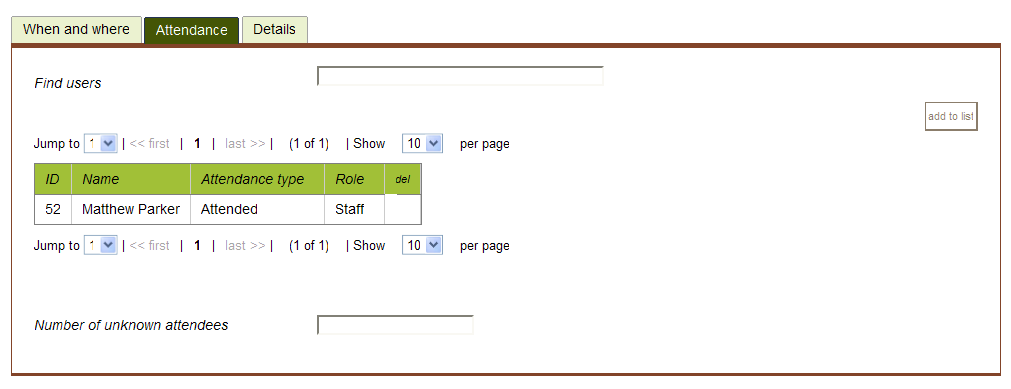 When and where Attendance Details
Find users
add to list
Jump to 1 | << first | 1 | last >> | (1 of 1) | Show 10 per page
ID Name Attendance type Role del
52 Matthew Parker Attended Staff
Jump to 1 | << first | 1 | last >> | (1 of 1) | Show 10 per page
Number of unknown attendees